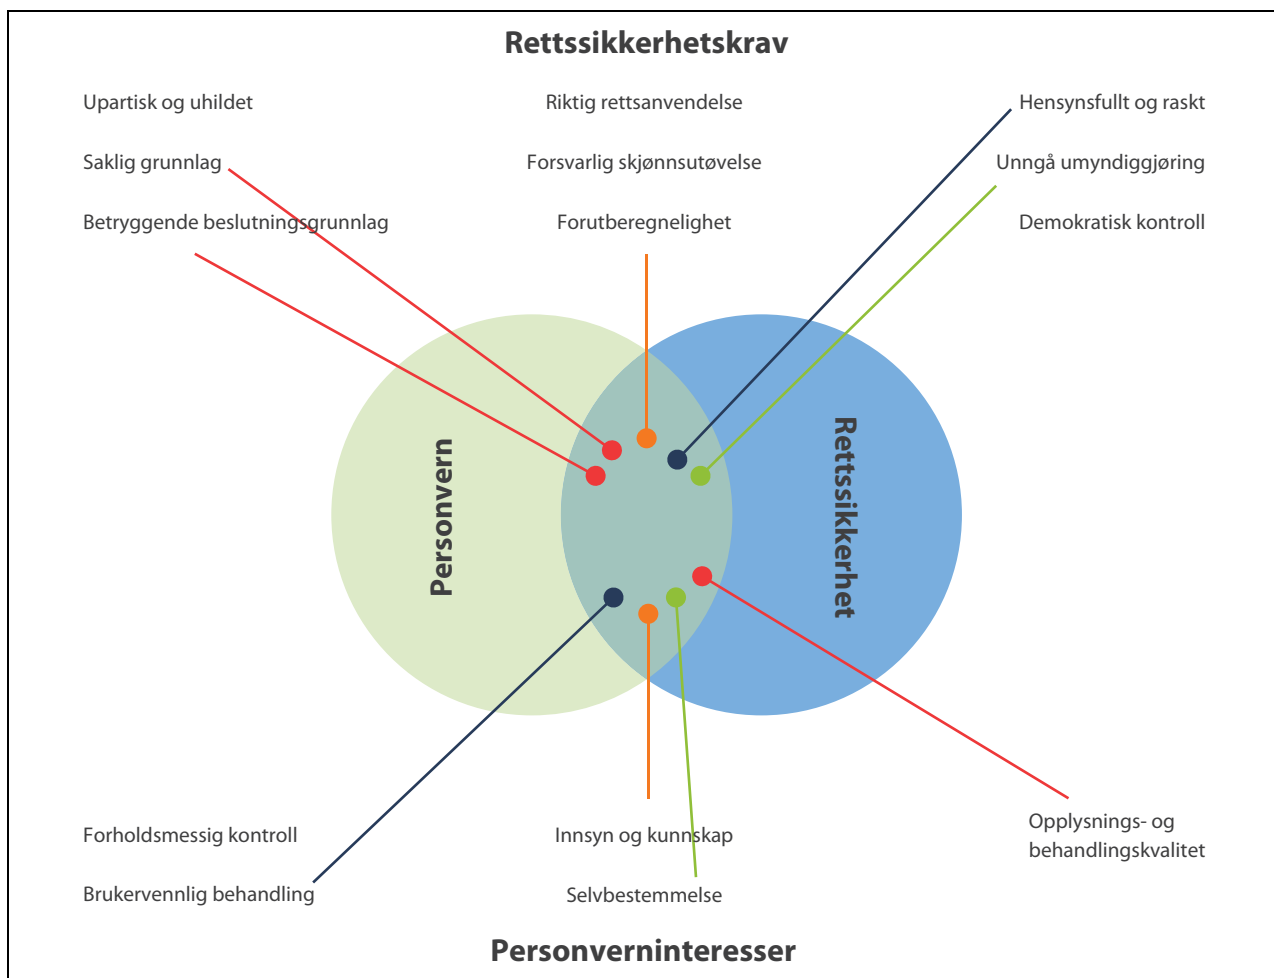 Rettssikkerhetskrav
Upartisk og uhildet
Riktig rettsanvendelse
Hensynsfullt og raskt
Saklig grunnlag
Forsvarlig skjønnsutøvelse
Unngå umyndiggjøring
Betryggende beslutningsgrunnlag
Forutberegnelighet
Demokratisk kontroll
Personvern
Rettssikkerhet
Forholdsmessig kontroll
Innsyn og kunnskap
Opplysnings- og
behandlingskvalitet
Brukervennlig behandling
Selvbestemmelse
Personverninteresser